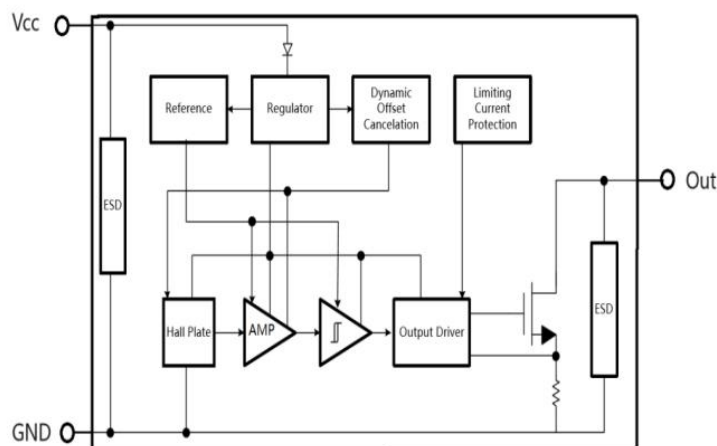 Vcc
Reference
Regulator
Dynamic
Offset
Cancelation
Limiting
Current
Protection
ESD
Out
Hall Plate
AMP
Output Driver
ESD
GND